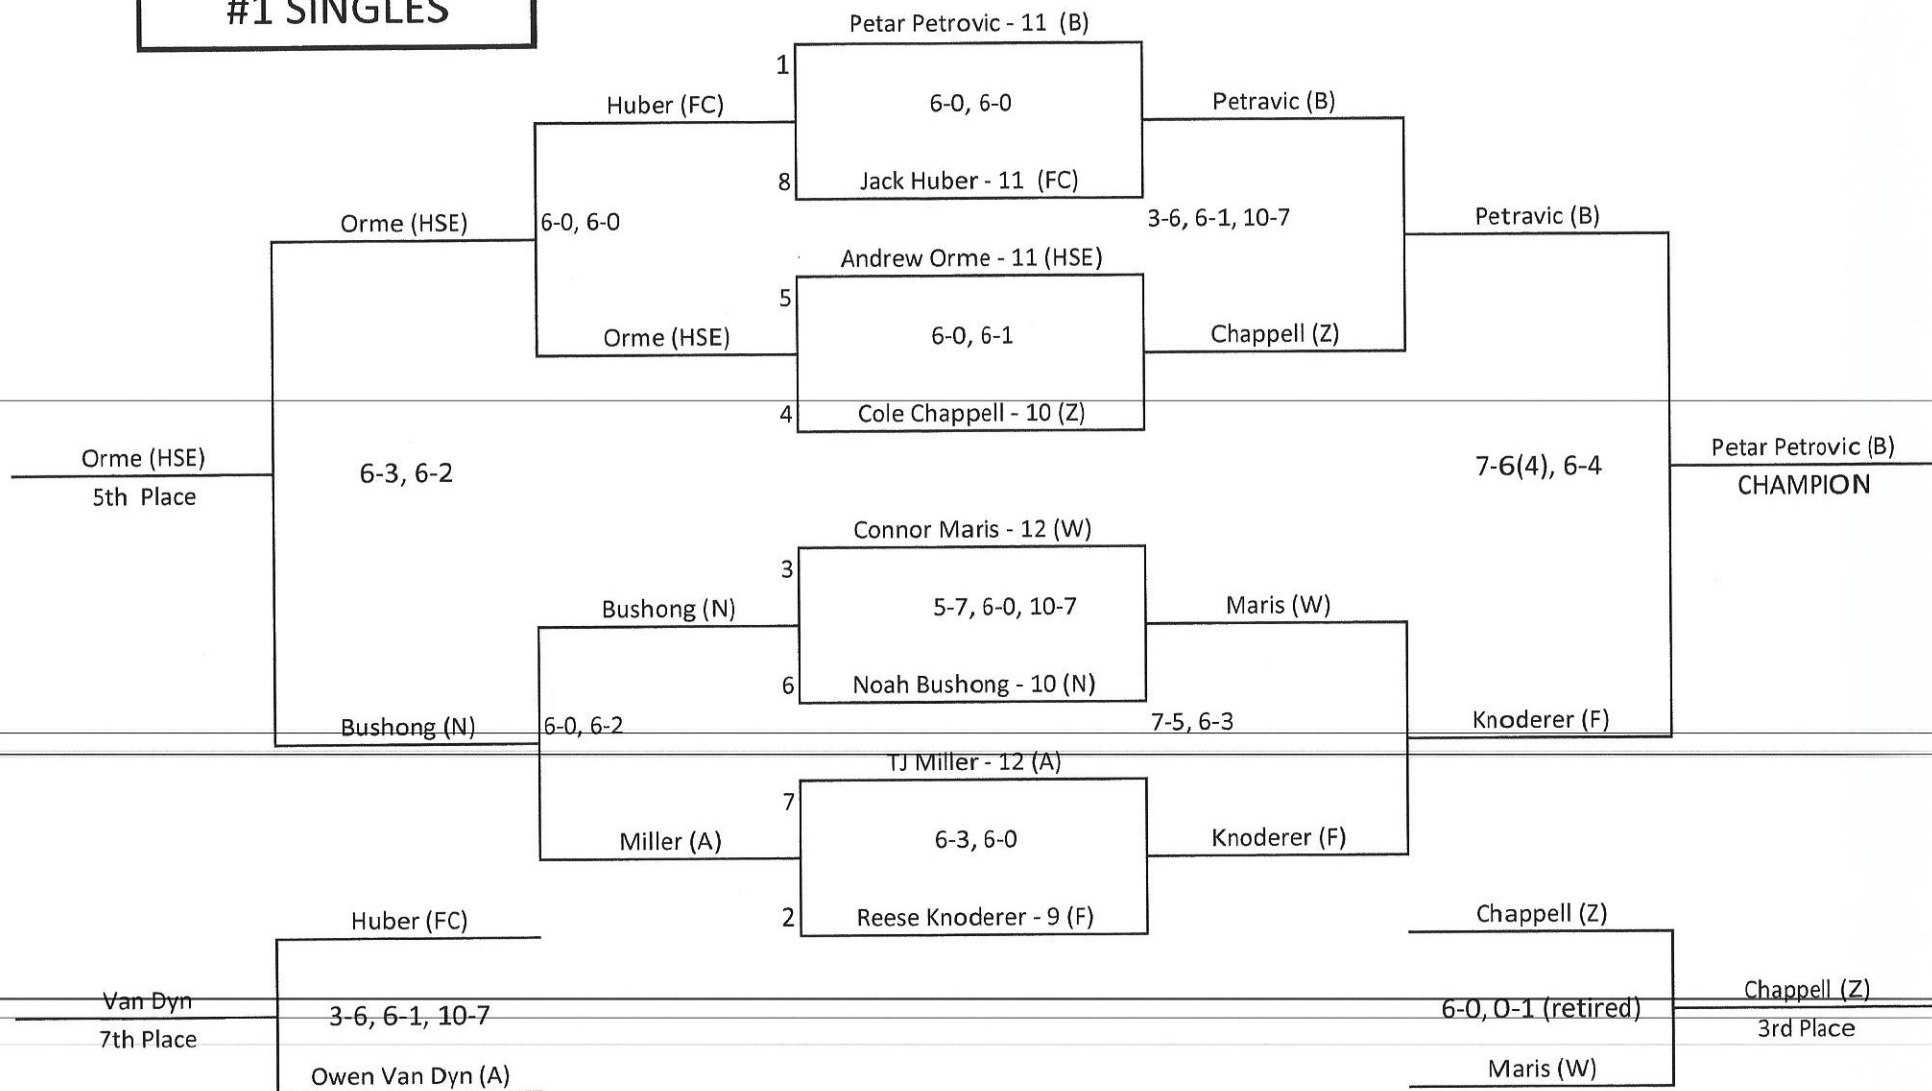 #1 SINGLES
Petar Petrovic - 11 (B)
1
Huber (FC)
6-0, 6-0
Petravic (B)
8
Jack Huber - 11 (FC)
Orme (HSE)
6-0, 6-0
3-6, 6-1, 10-7
Petravic (B)
Andrew Orme - 11 (HSE)
5
Orme (HSE)
6-0, 6-1
Chappell (Z)
4
Cole Chappell - 10 (Z)
Orme (HSE)
5th Place
6-3, 6-2
7-6(4), 6-4
Petar Petrovic (B)
CHAMPION
Connor Maris - 12 (W)
3
Bushong (N)
5-7, 6-0, 10-7
Maris (W)
6
Noah Bushong - 10 (N)
Bushong (N)
6-0, 6-2
7-5, 6-3
Knoderer (F)
TJ Miller - 12 (A)
7
Miller (A)
6-3, 6-0
Knoderer (F)
2
Reese Knoderer - 9 (F)
Huber (FC)
Chappell (Z)
Van Dyn
7th Place
3-6, 6-1, 10-7
6-0, 0-1 (retired)
Chappell (Z)
3rd Place
Owen Van Dyn (A)
Maris (W)